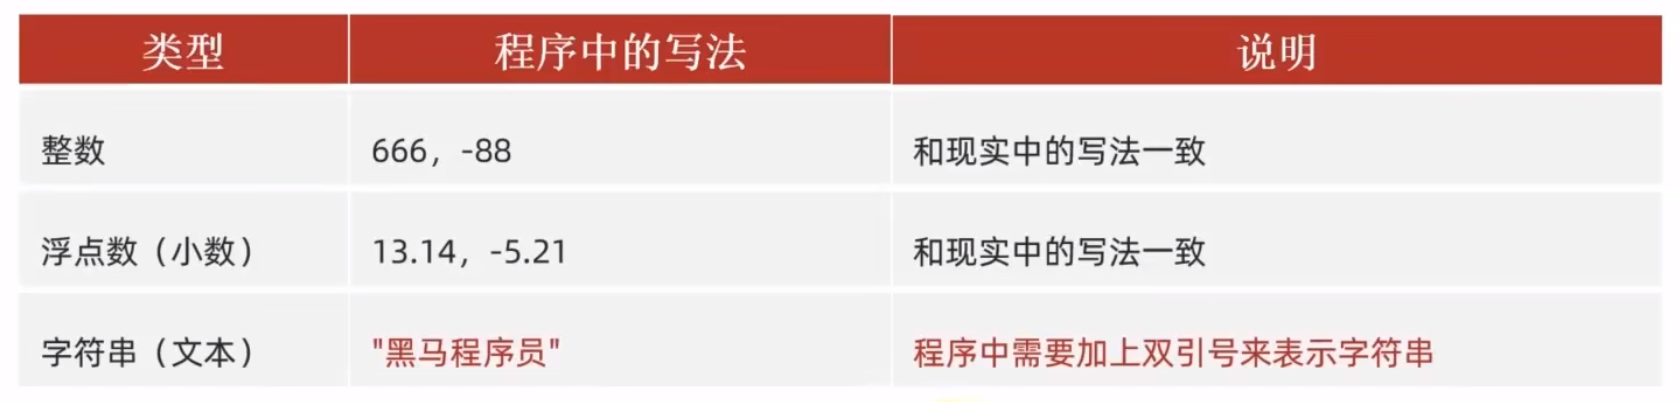 类型 程序中的写法 说明
整数 666，-88 和现实中的写法一致
浮点数（小数） 13.14，-5.21 和现实中的写法一致
字符串（文本） "黑马程序员" 程序中需要加上双引号来表示字符串